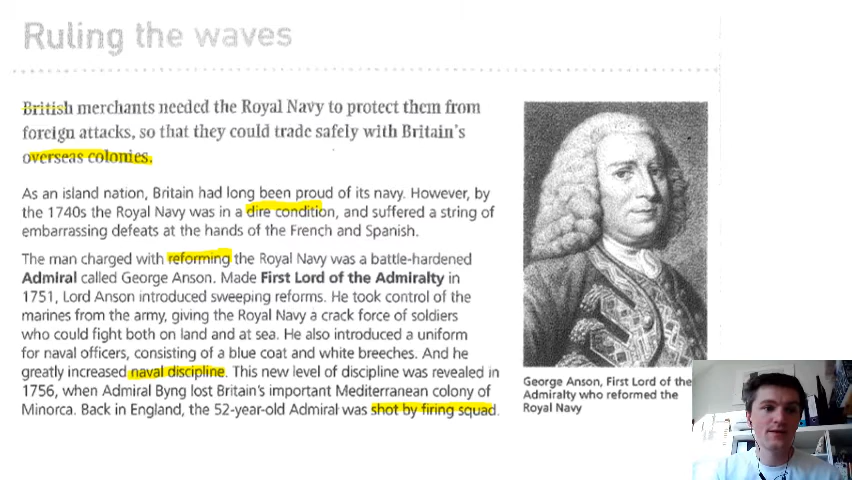 Ruling the waves
British merchants needed the Royal Navy to protect them from
foreign attacks, so that they could trade safely with Britain's
overseas colonies.
As an island nation, Britain had long been proud of its navy. However, by
the 1740s the Royal Navy was in a dire condition, and suffered a string of
embarrassing defeats at the hands of the French and Spanish.
The man charged with reforming the Royal Navy was a battle-hardened
Admiral called George Anson. Made First Lord of the Admiralty in
1751, Lord Anson introduced sweeping reforms. He took control of the
marines from the army, giving the Royal Navy a crack force of soldiers
who could fight both on land and at sea. He also introduced a uniform
for naval officers, consisting of a blue coat and white breeches. And he
greatly increased naval discipline. This new level of discipline was revealed in
1756, when Admiral Byng lost Britain's important Mediterranean colony of
Minorca. Back in England, the 52-year-old Admiral was shot by firing squad.
George Anson, First Lord of the
Admiralty who reformed the
Royal Navy